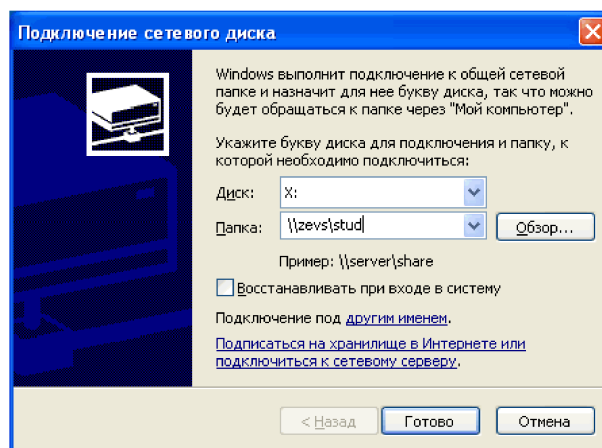 Подключение сетевого диска
Windows выполнит подключение к общей сетевой
папке и назначит для нее букву диска, так что можно
будет обращаться к папке через "Мой компьютер".
Укажите букву диска для подключения и папку, к
которой необходимо подключиться:
Диск: X:
Папка: \\zevs\stud Обзор...
Пример: \\server\share
Восстанавливать при входе в систему
Подключение под другим именем.
Подписаться на хранилище в Интернете или
подключиться к сетевому серверу.
< Назад Готово Отмена